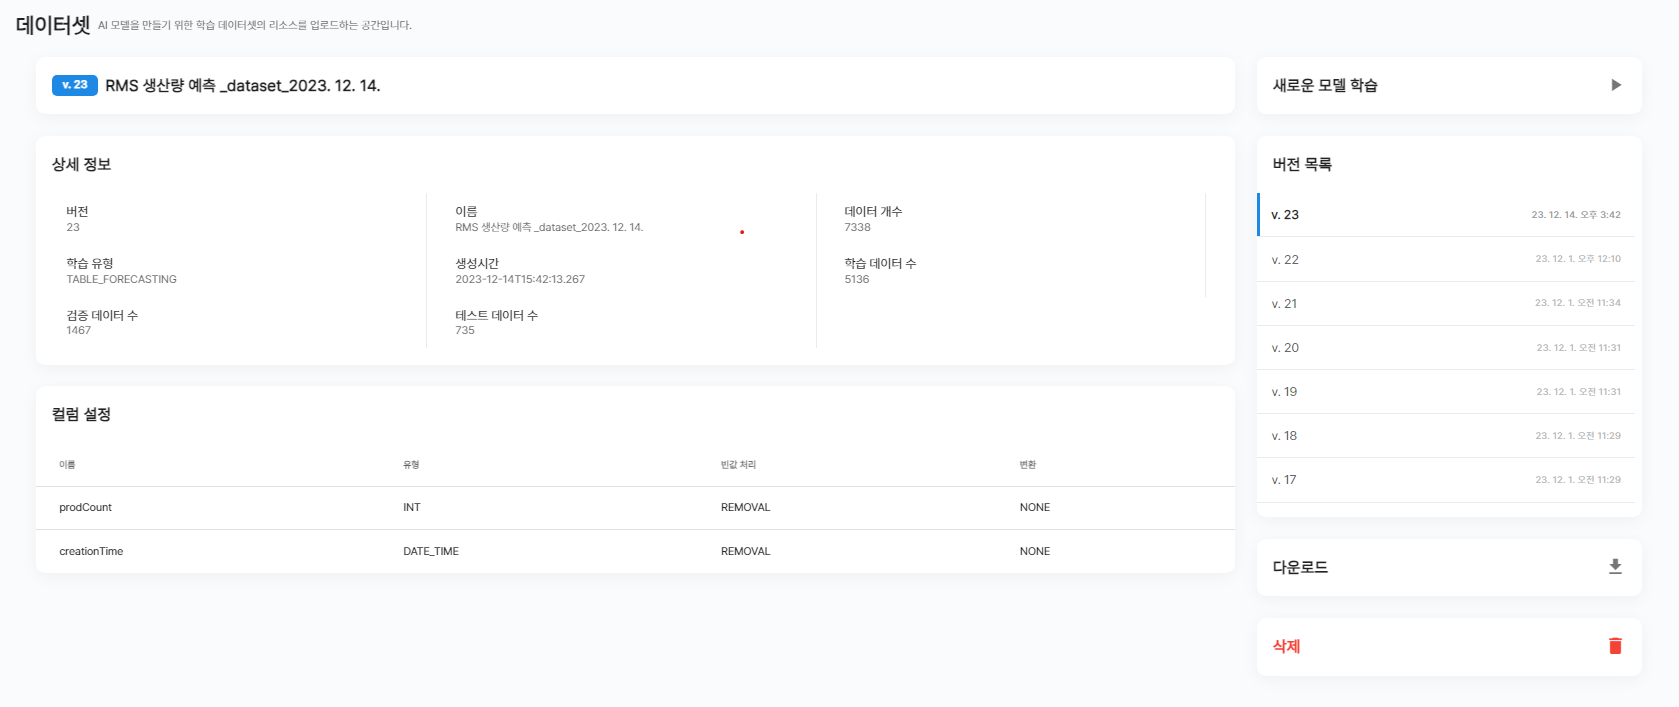 데이터셋 AI 모델을 만들기 위한 학습 데이터셋의 리소스를 업로드하는 공간입니다.
v. 23 RMS 생산량 예측 _dataset_2023. 12. 14.
상세 정보
버전
23
이름
RMS 생산량 예측 _dataset_2023. 12. 14.
데이터 개수
7338
학습 유형
TABLE_FORECASTING
생성시간
2023-12-14T15:42:13.267
학습 데이터 수
5136
검증 데이터 수
1467
테스트 데이터 수
735
컬럼 설정
이름 유형 빈값 처리 변환
prodCount INT REMOVAL NONE
creationTime DATE_TIME REMOVAL NONE
새로운 모델 학습
버전 목록
v. 23 23. 12. 14. 오후 3:42
v. 22 23. 12. 1. 오후 12:10
v. 21 23. 12. 1. 오전 11:34
v. 20 23. 12. 1. 오전 11:31
v. 19 23. 12. 1. 오전 11:31
v. 18 23. 12. 1. 오전 11:29
v. 17 23. 12. 1. 오전 11:29
다운로드
삭제